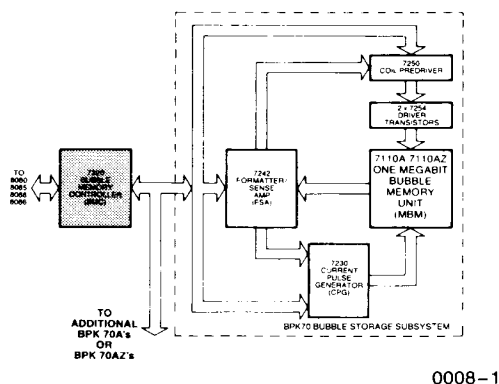 7250
COIL PREDRIVER
2 × 7254
DRIVER
TRANSISTORS
TO
8080
8085
8088
8086
BUBBLE
MEMORY
CONTROLLER
(BMC)
7242
FORMATTER/
SENSE
AMP
(FSA)
7110A 7110AZ
ONE MEGABIT
BUBBLE
MEMORY
UNIT
(MBM)
7230
CURRENT
PULSE
GENERATOR
(CPG)
BPK70 BUBBLE STORAGE SUBSYSTEM
TO
ADDITIONAL
BPK 70A's
OR
BPK 70AZ's
0008-1